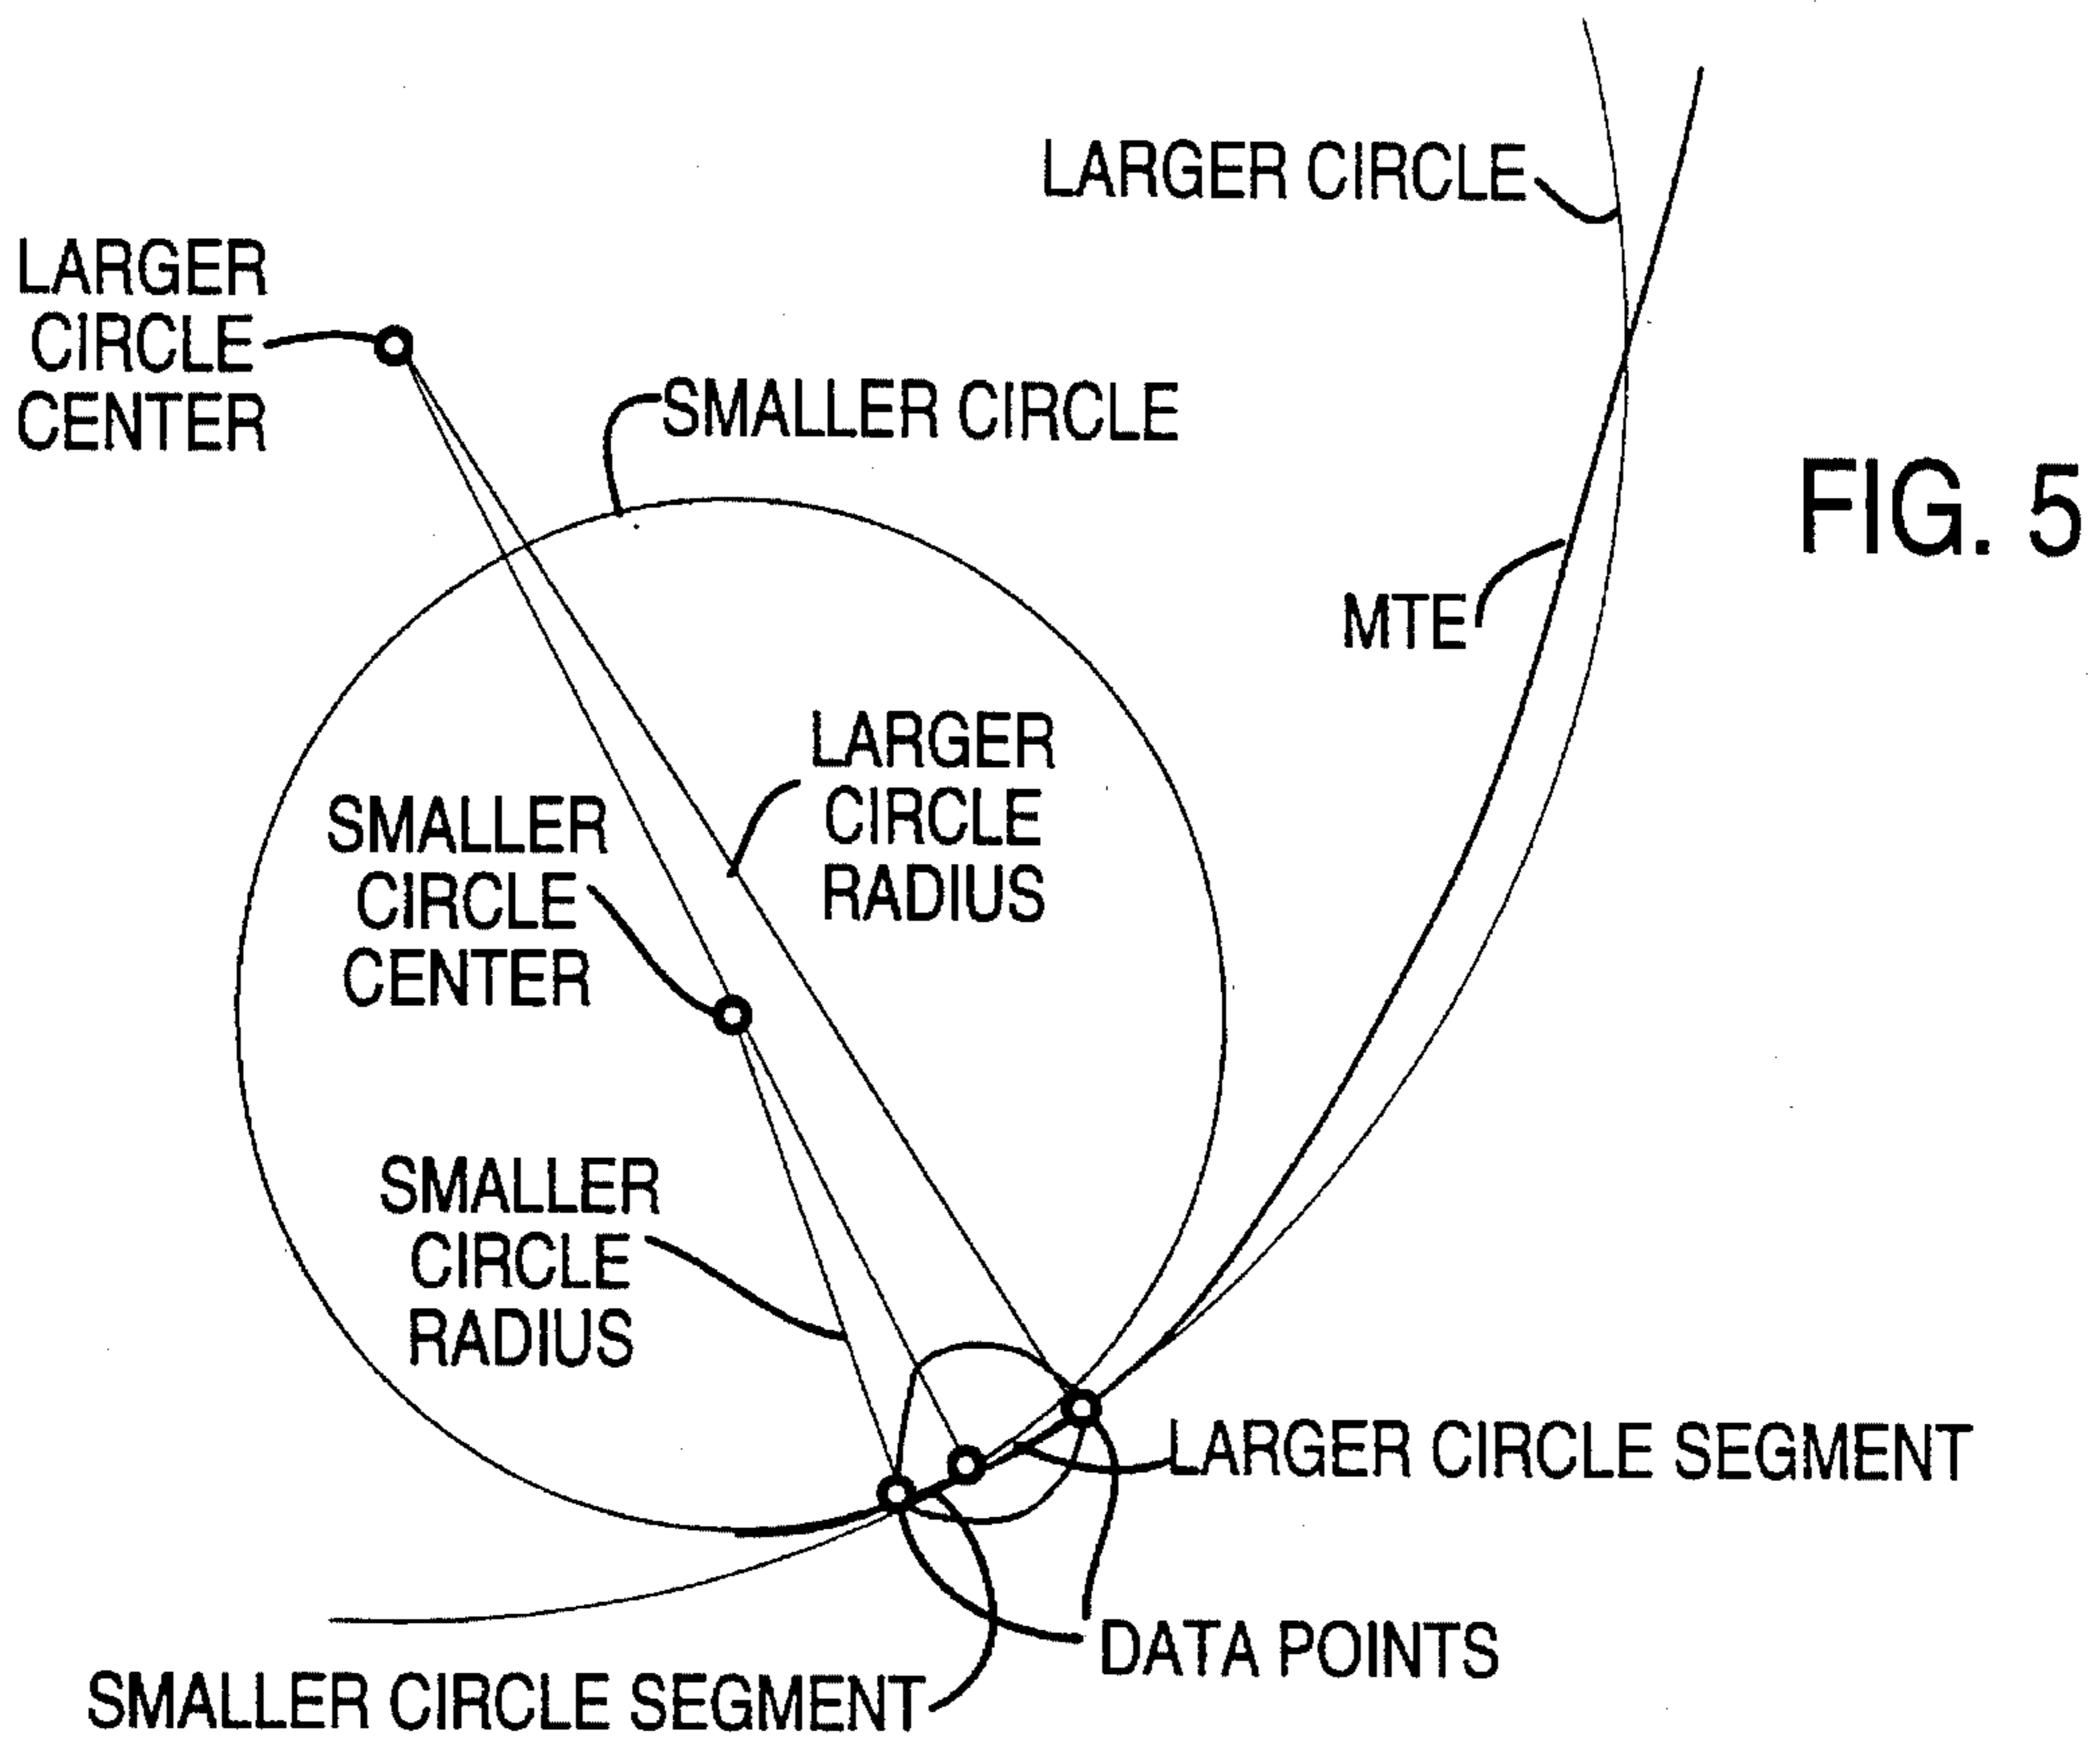 LARGER CIRCLE
LARGER
CIRCLE
CENTER
SMALLER CIRCLE
FIG. 5
MTE
LARGER
CIRCLE
RADIUS
SMALLER
CIRCLE
CENTER
SMALLER
CIRCLE
RADIUS
LARGER CIRCLE SEGMENT
DATA POINTS
SMALLER CIRCLE SEGMENT